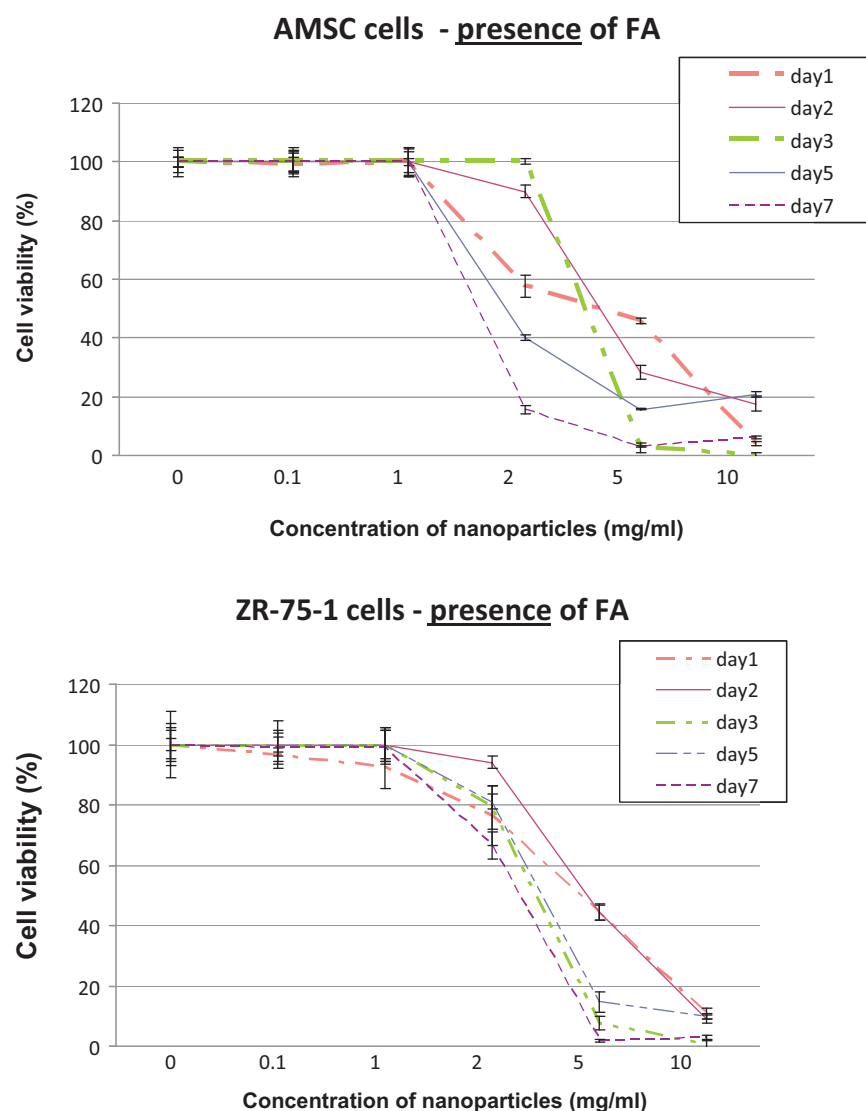 AMSC cells - presence of FA
day1
day2
day3
day5
day7
120
100
80
60
40
20
0
Cell viability (%)
0 0.1 1 2 5 10
Concentration of nanoparticles (mg/ml)
ZR-75-1 cells - presence of FA
day1
day2
day3
day5
day7
120
100
80
60
40
20
0
Cell viability (%)
0 0.1 1 2 5 10
Concentration of nanoparticles (mg/ml)